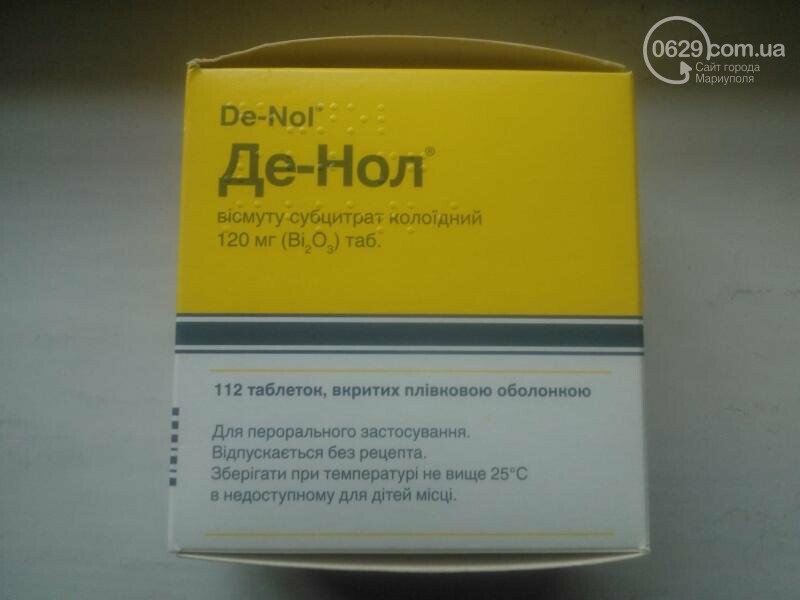 0629.com.ua
Сайт города
Мариуполя
De-Nol®
Де-Нол®
вісмуту субцитрат колоїдний
120 мг (Bi₂O₃) таб.
112 таблеток, вкритих плівковою оболонкою
Для перорального застосування.
Відпускається без рецепта.
Зберігати при температурі не вище 25°C
в недоступному для дітей місці.